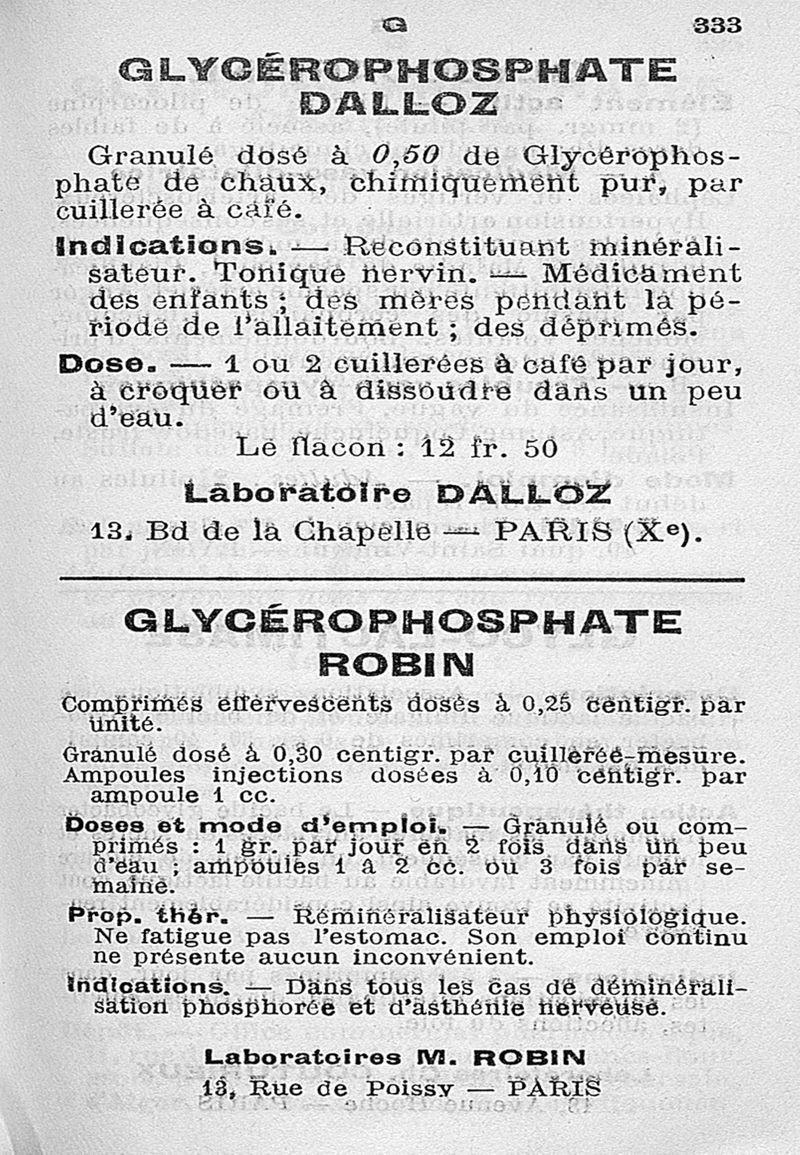 G 333
GLYCÉROPHOSPHATE
DALLOZ
Granulé dosé à 0,50 de Glycérophos-
phate de chaux, chimiquement pur, par
cuillerée à café.
Indications. — Reconstituant minérali-
sateur. Tonique nervin. — Médicament
des enfants ; des mères pendant la pé-
riode de l'allaitement ; des déprimés.
Dose. — 1 ou 2 cuillerées à café par jour,
à croquer ou à dissoudre dans un peu
d'eau.
Le flacon : 12 fr. 50
Laboratoire DALLOZ
13, Bd de la Chapelle — PARIS (Xe).
GLYCÉROPHOSPHATE
ROBIN
Comprimés effervescents dosés à 0,25 centigr. par
unité.
Granulé dosé à 0,30 centigr. par cuillerée-mesure.
Ampoules injections dosées à 0,10 centigr. par
ampoule 1 cc.
Doses et mode d'emploi. — Granulé ou com-
primés : 1 gr. par jour en 2 fois dans un peu
d'eau ; ampoules 1 à 2 cc. ou 3 fois par se-
maine.
Prop. thér. — Réminéralisateur physiologique.
Ne fatigue pas l'estomac. Son emploi continu
ne présente aucun inconvénient.
Indications. — Dans tous les cas de déminérali-
sation phosphorée et d'asthénie nerveuse.
Laboratoires M. ROBIN
13, Rue de Poissy — PARIS